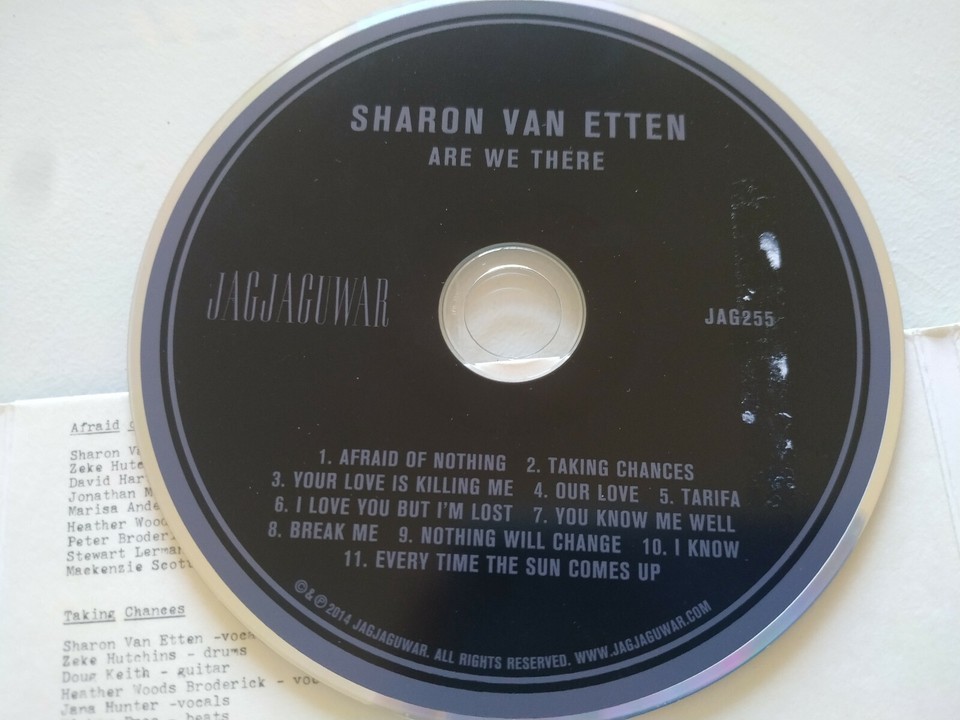 SHARON VAN ETTEN
ARE WE THERE
JAGJAGUWAR
JAG255
1. AFRAID OF NOTHING 2. TAKING CHANCES
3. YOUR LOVE IS KILLING ME 4. OUR LOVE 5. TARIFA
6. I LOVE YOU BUT I'M LOST 7. YOU KNOW ME WELL
8. BREAK ME 9. NOTHING WILL CHANGE 10. I KNOW
11. EVERY TIME THE SUN COMES UP
©&℗2014 JAGJAGUWAR. ALL RIGHTS RESERVED. WWW.JAGJAGUWAR.COM
Afraid
Sharon
Zeke
David
Jonathan
Marisa
Heather
Peter
Stewart
Mackenzie
Taking Chances
Sharon Van Etten -
Zeke Hutchins - drums
Doug Keith - guitar
Heather Woods Broderick -
Jana Hunter -vocals
- beats